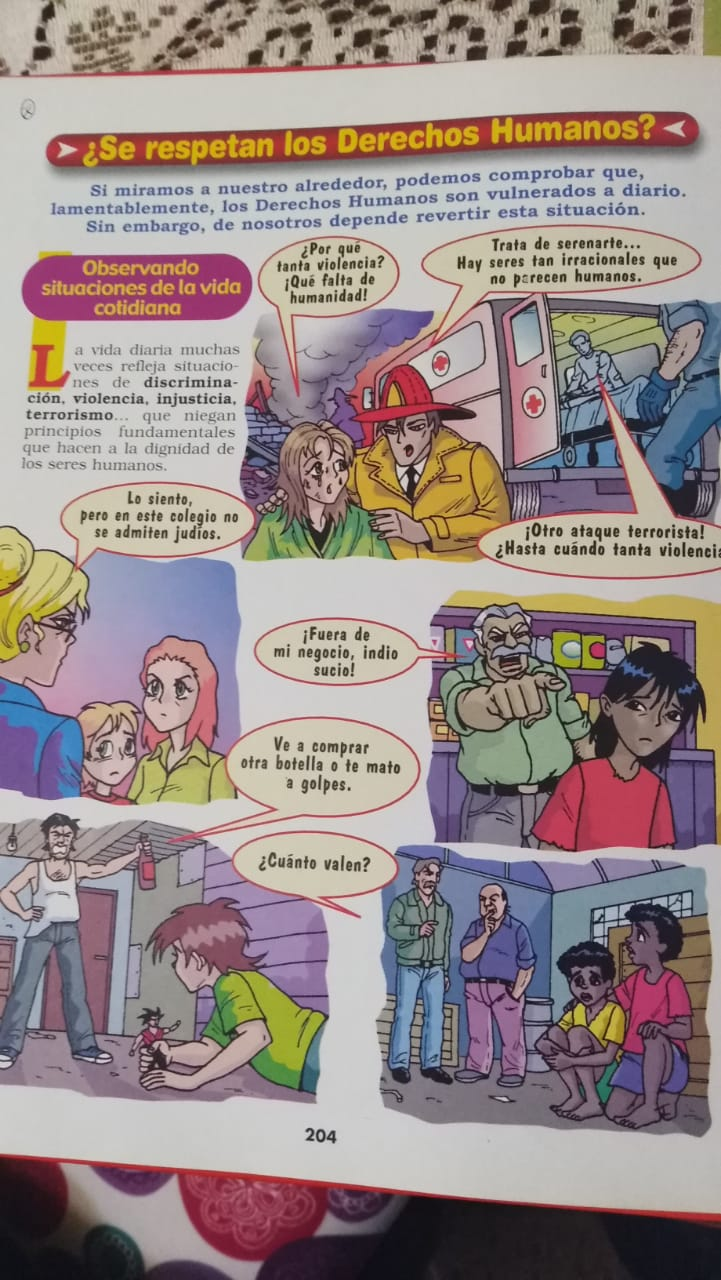 ¿Se respetan los Derechos Humanos?
Si miramos a nuestro alrededor, podemos comprobar que,
lamentablemente, los Derechos Humanos son vulnerados a diario.
Sin embargo, de nosotros depende revertir esta situación.
Observando
situaciones de la vida
cotidiana
La vida diaria muchas
veces refleja situacio-
nes de discrimina-
ción, violencia, injusticia,
terrorismo... que niegan
principios fundamentales
que hacen a la dignidad de
los seres humanos.
¿Por qué
tanta violencia?
¡Qué falta de
humanidad!
Trata de serenarte...
Hay seres tan irracionales que
no parecen humanos.
¡Otro ataque terrorista!
¿Hasta cuándo tanta violencia
Lo siento,
pero en este colegio no
se admiten judíos.
¡Fuera de
mi negocio, indio
sucio!
Ve a comprar
otra botella o te mato
a golpes.
¿Cuánto valen?
204